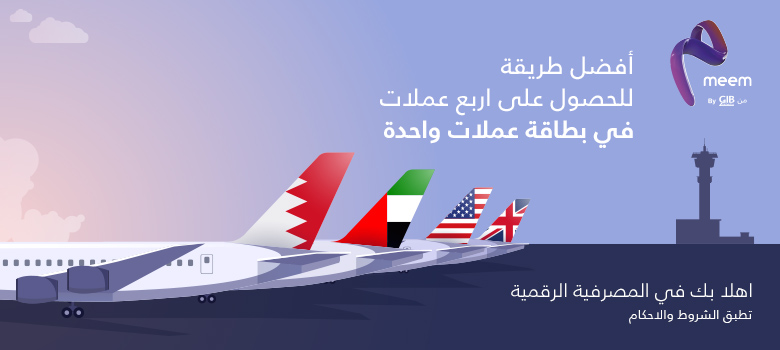 meem
By GIB من
أفضل طريقة
للحصول على اربع عملات
في بطاقة عملات واحدة
اهلا بك في المصرفية الرقمية
تطبق الشروط والاحكام